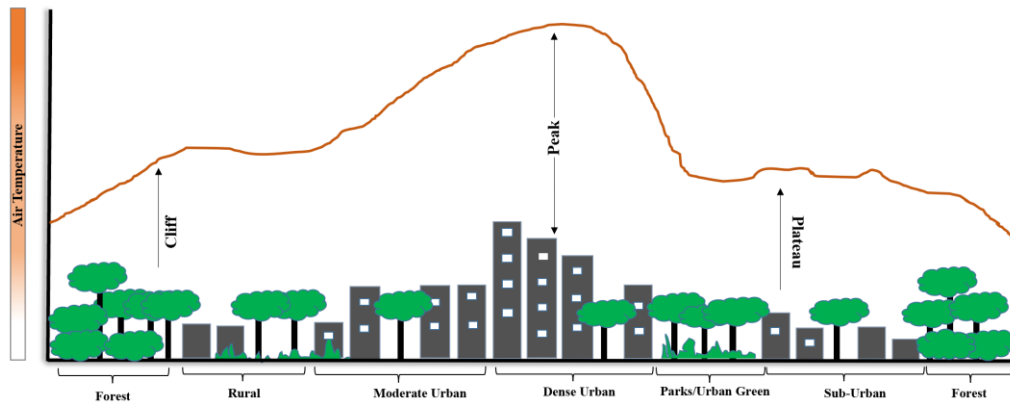 Air Temperature
Cliff
Peak
Plateau
Forest
Rural
Moderate Urban
Dense Urban
Parks/Urban Green
Sub-Urban
Forest